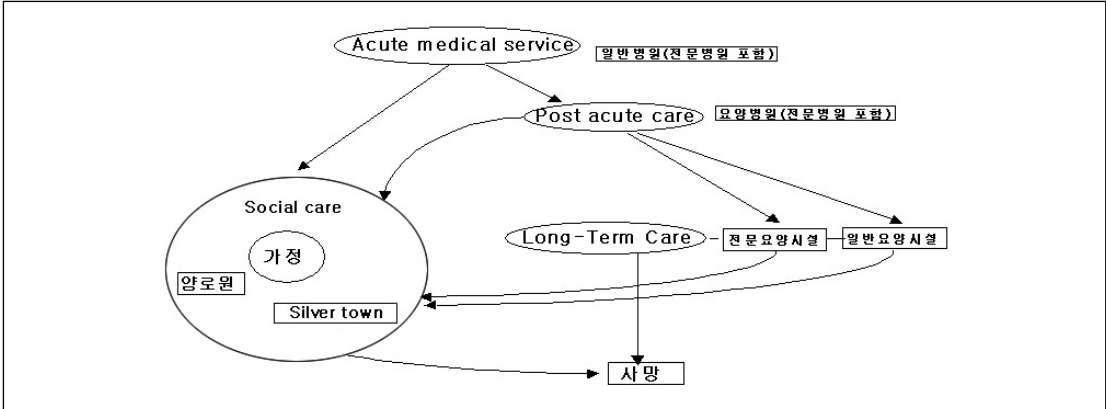 Acute medical service
일반병원(전문병원 포함)
Post acute care
요양병원(전문병원 포함)
Social care
가정
양로원
Silver town
Long-Term Care
전문요양시설
일반요양시설
사망